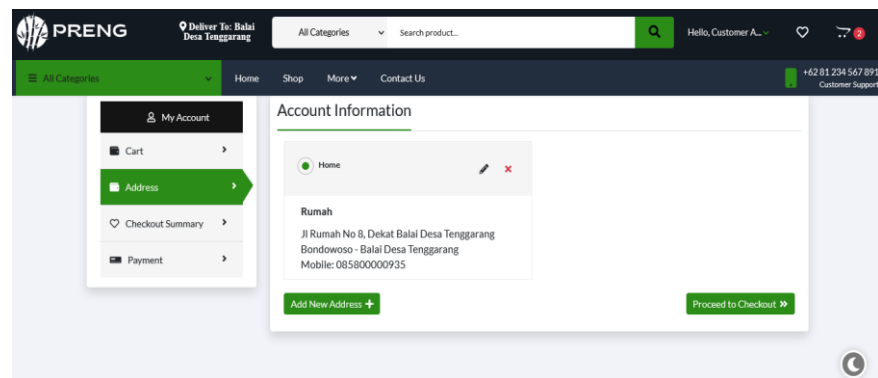 PRENG
Deliver To: Balai
Desa Tenggarang
All Categories
Search product...
Hello, Customer A...
2
All Categories
Home
Shop
More
Contact Us
+62 81 234 567 891
Customer Support
My Account
Cart
Address
Checkout Summary
Payment
Account Information
Home
Rumah
Jl Rumah No 8, Dekat Balai Desa Tenggarang
Bondowoso - Balai Desa Tenggarang
Mobile: 085800000935
Add New Address +
Proceed to Checkout »